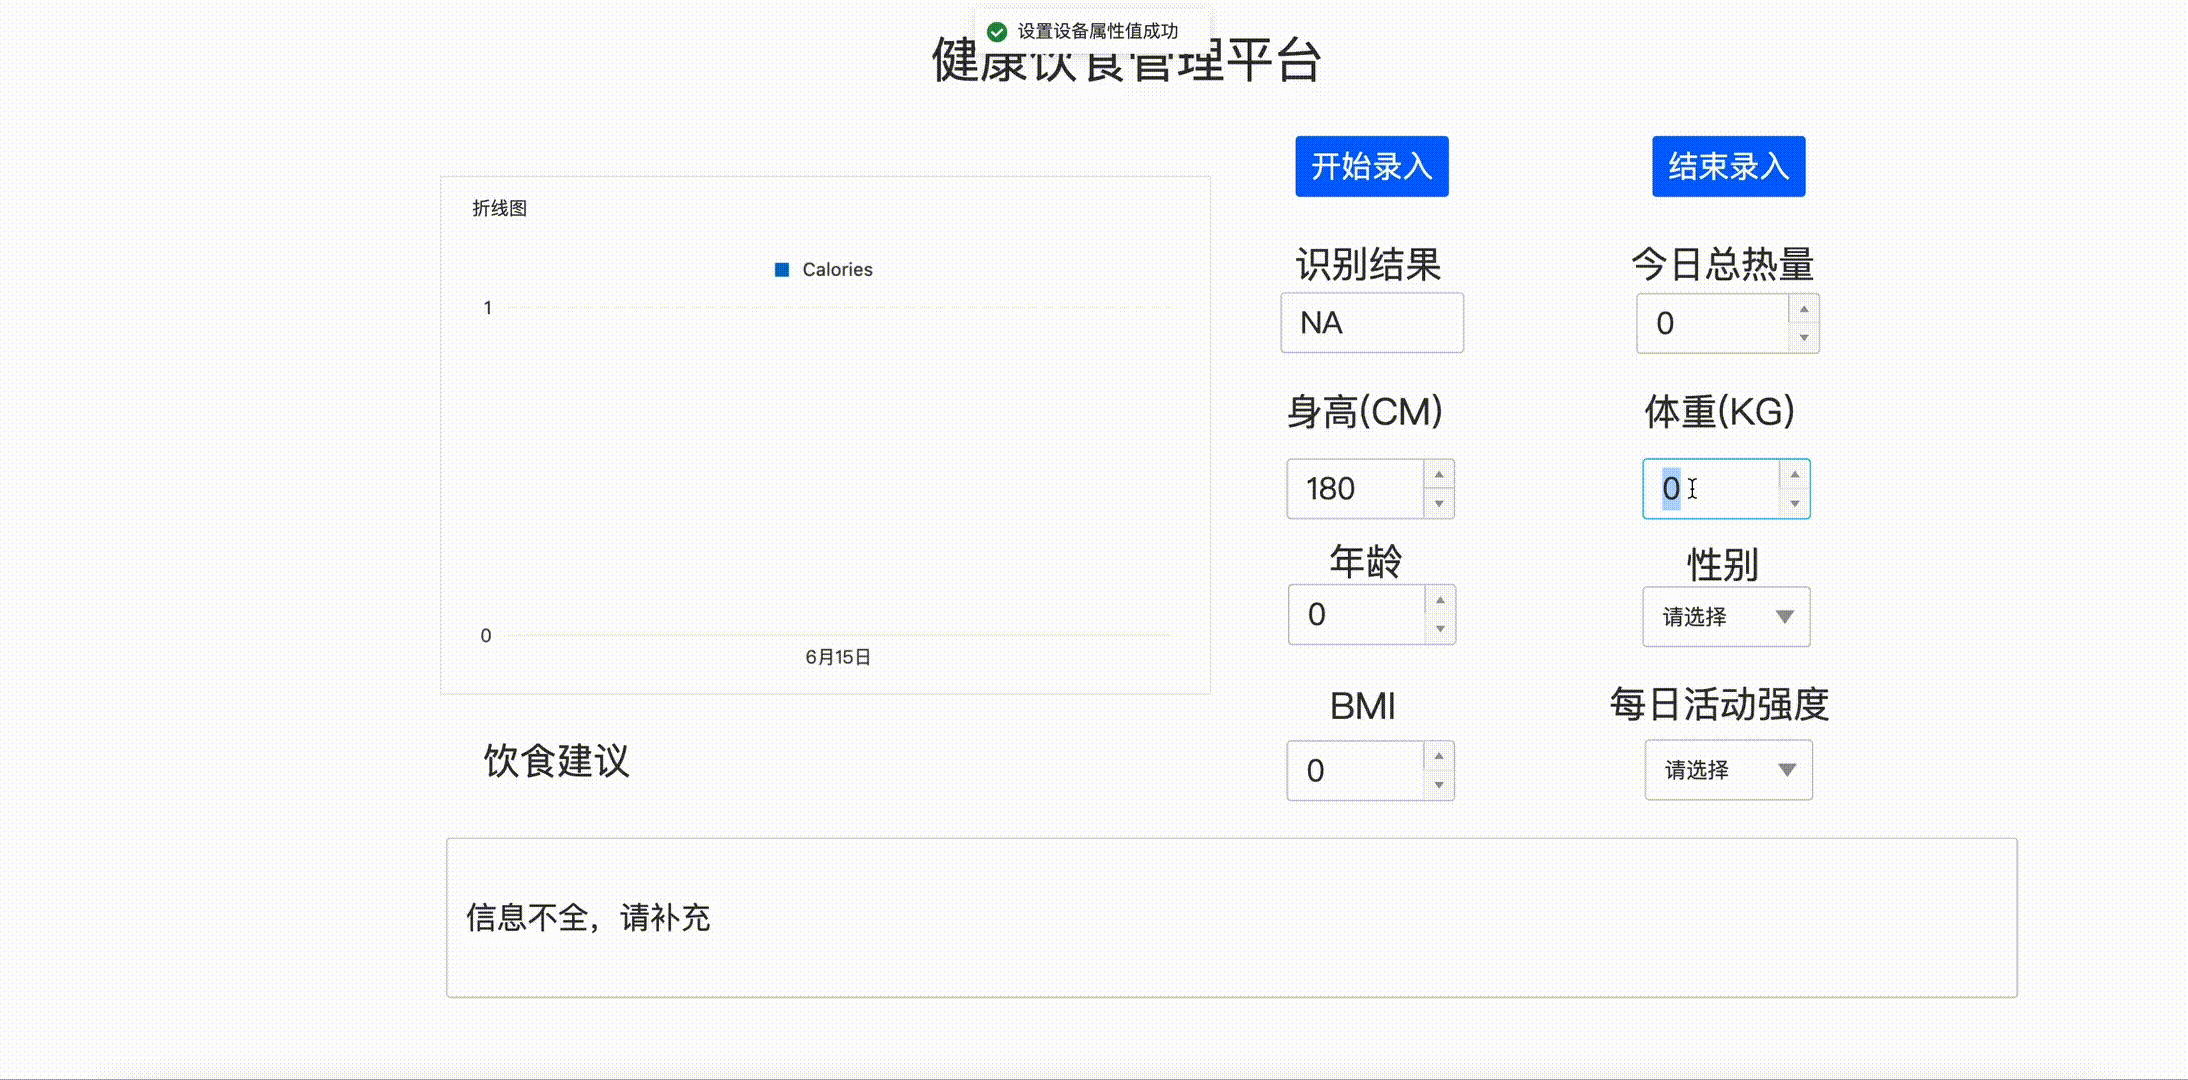 设置设备属性值成功
健康饮食管理平台
开始录入
结束录入
折线图
Calories
1
0
6月15日
识别结果
今日总热量
NA
0
身高(CM)
体重(KG)
180
0
年龄
性别
0
请选择
BMI
每日活动强度
0
请选择
饮食建议
信息不全，请补充